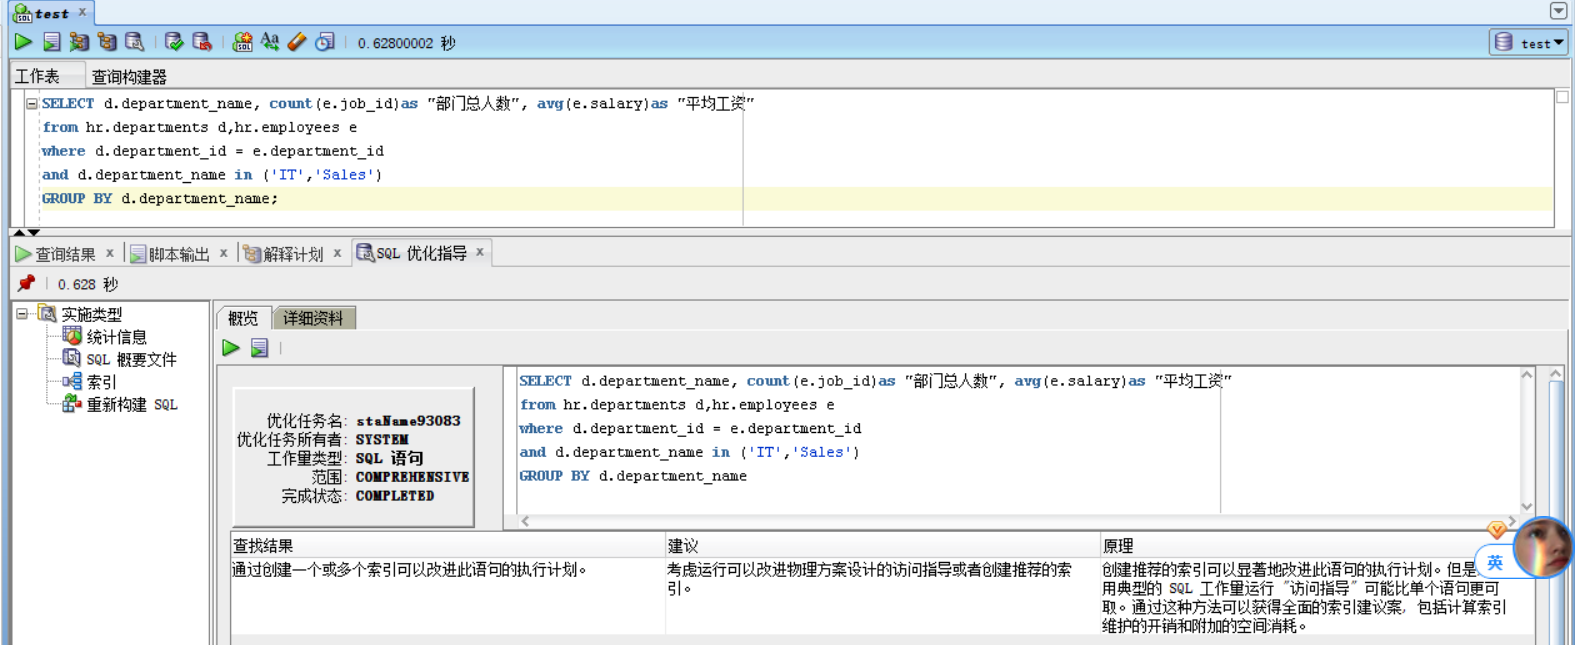 test
0.62800002 秒
test
工作表 查询构建器
SELECT d.department_name, count(e.job_id)as "部门总人数", avg(e.salary)as "平均工资"
from hr.departments d,hr.employees e
where d.department_id = e.department_id
and d.department_name in ('IT','Sales')
GROUP BY d.department_name;
查询结果 x 脚本输出 x 解释计划 x SQL 优化指导 x
0.628 秒
实施类型
统计信息
SQL 概要文件
索引
重新构建 SQL
概览 详细资料
优化任务名: staName93083
优化任务所有者: SYSTEM
工作量类型: SQL 语句
范围: COMPREHENSIVE
完成状态: COMPLETED
SELECT d.department_name, count(e.job_id)as "部门总人数", avg(e.salary)as "平均工资"
from hr.departments d,hr.employees e
where d.department_id = e.department_id
and d.department_name in ('IT','Sales')
GROUP BY d.department_name
查找结果 建议 原理
通过创建一个或多个索引可以改进此语句的执行计划。
考虑运行可以改进物理方案设计的访问指导或者创建推荐的索
引。
创建推荐的索引可以显著地改进此语句的执行计划。但是
用典型的 SQL 工作量运行 "访问指导" 可能比单个语句更可
取。通过这种方法可以获得全面的索引建议案, 包括计算索引
维护的开销和附加的空间消耗。
英